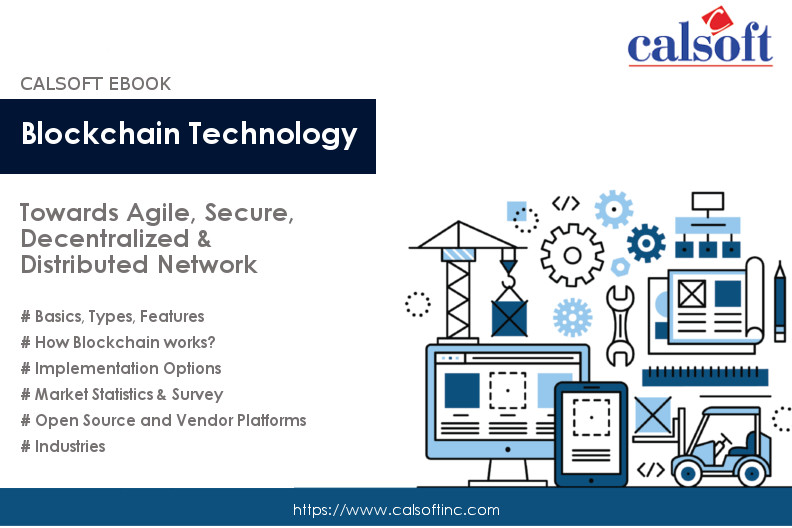 calsoft
CALSOFT EBOOK
Blockchain Technology
Towards Agile, Secure,
Decentralized &
Distributed Network
# Basics, Types, Features
# How Blockchain works?
# Implementation Options
# Market Statistics & Survey
# Open Source and Vendor Platforms
# Industries
https://www.calsoftinc.com